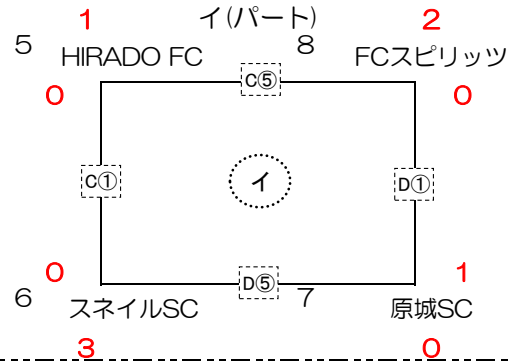 1 イ(パート) 2
5 HIRADO FC 8 FCスピリッツ
0 C⑤ 0
C① イ D①
0 D⑤ 1
6 スネイルSC 7 原城SC
3 0